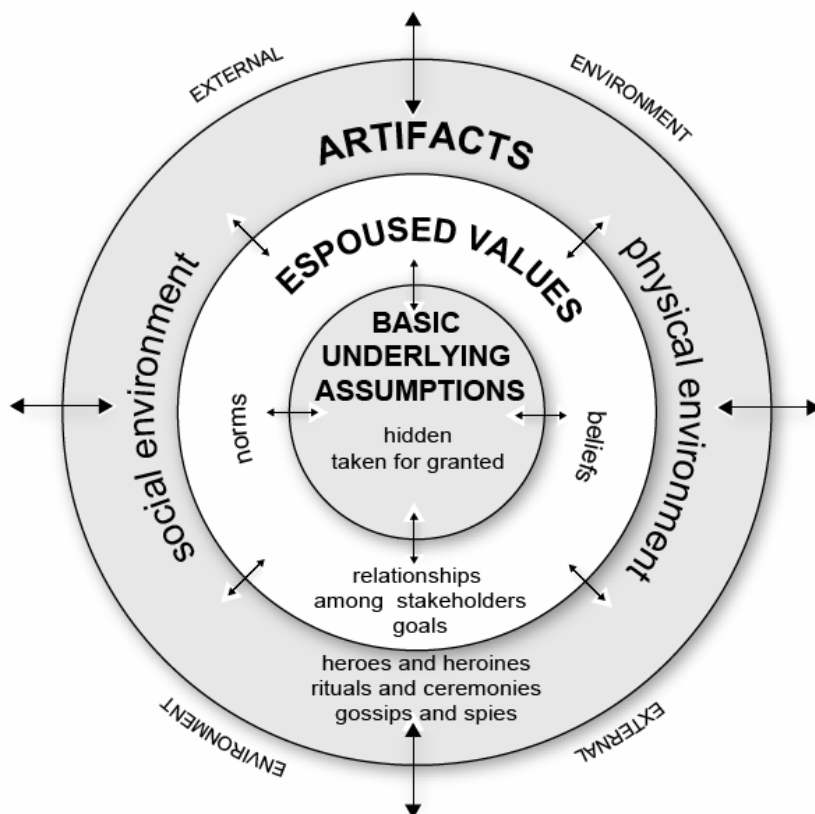 EXTERNAL
ENVIRONMENT
ARTIFACTS
ESPOUSED VALUES
social environment
physical environment
BASIC
UNDERLYING
ASSUMPTIONS
norms
beliefs
hidden
taken for granted
relationships
among stakeholders
goals
heroes and heroines
rituals and ceremonies
gossips and spies
ENVIRONMENT
EXTERNAL